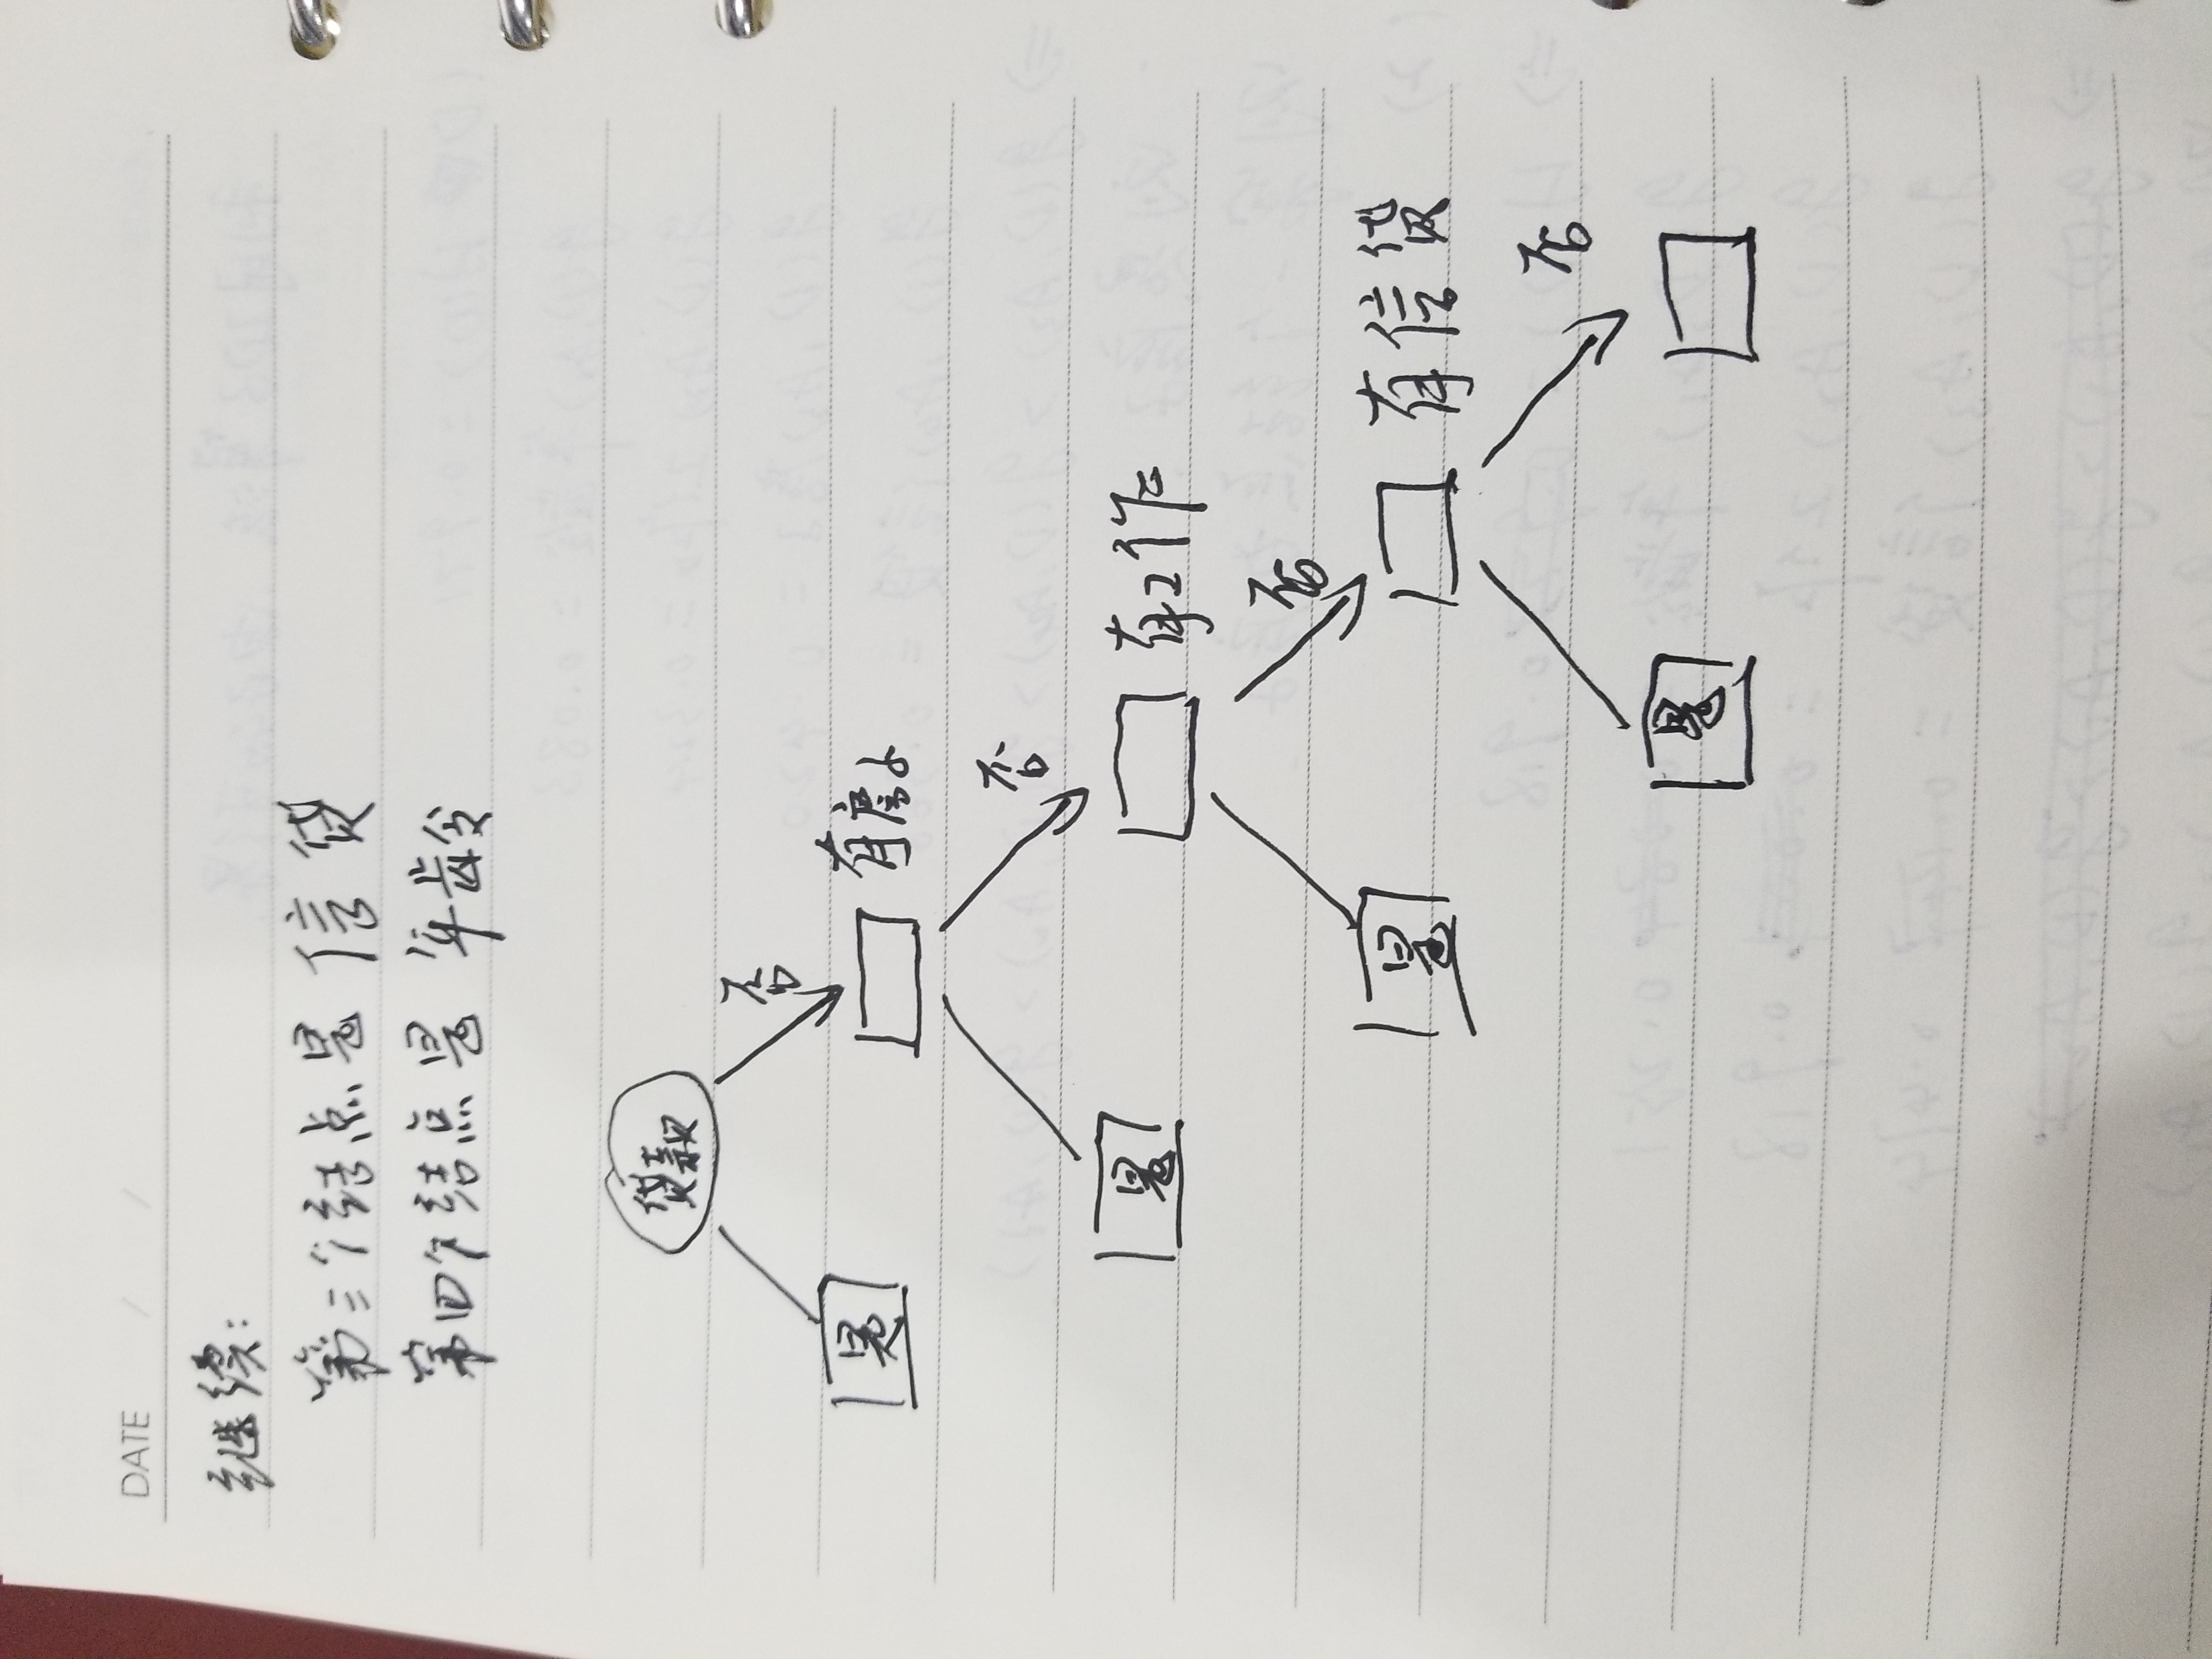 DATE / /
继续:
第三个结点是 信贷
第四个结点是 年龄
贷款
否
是
有房子
否
是
有工作
否
是
有信贷
否
是